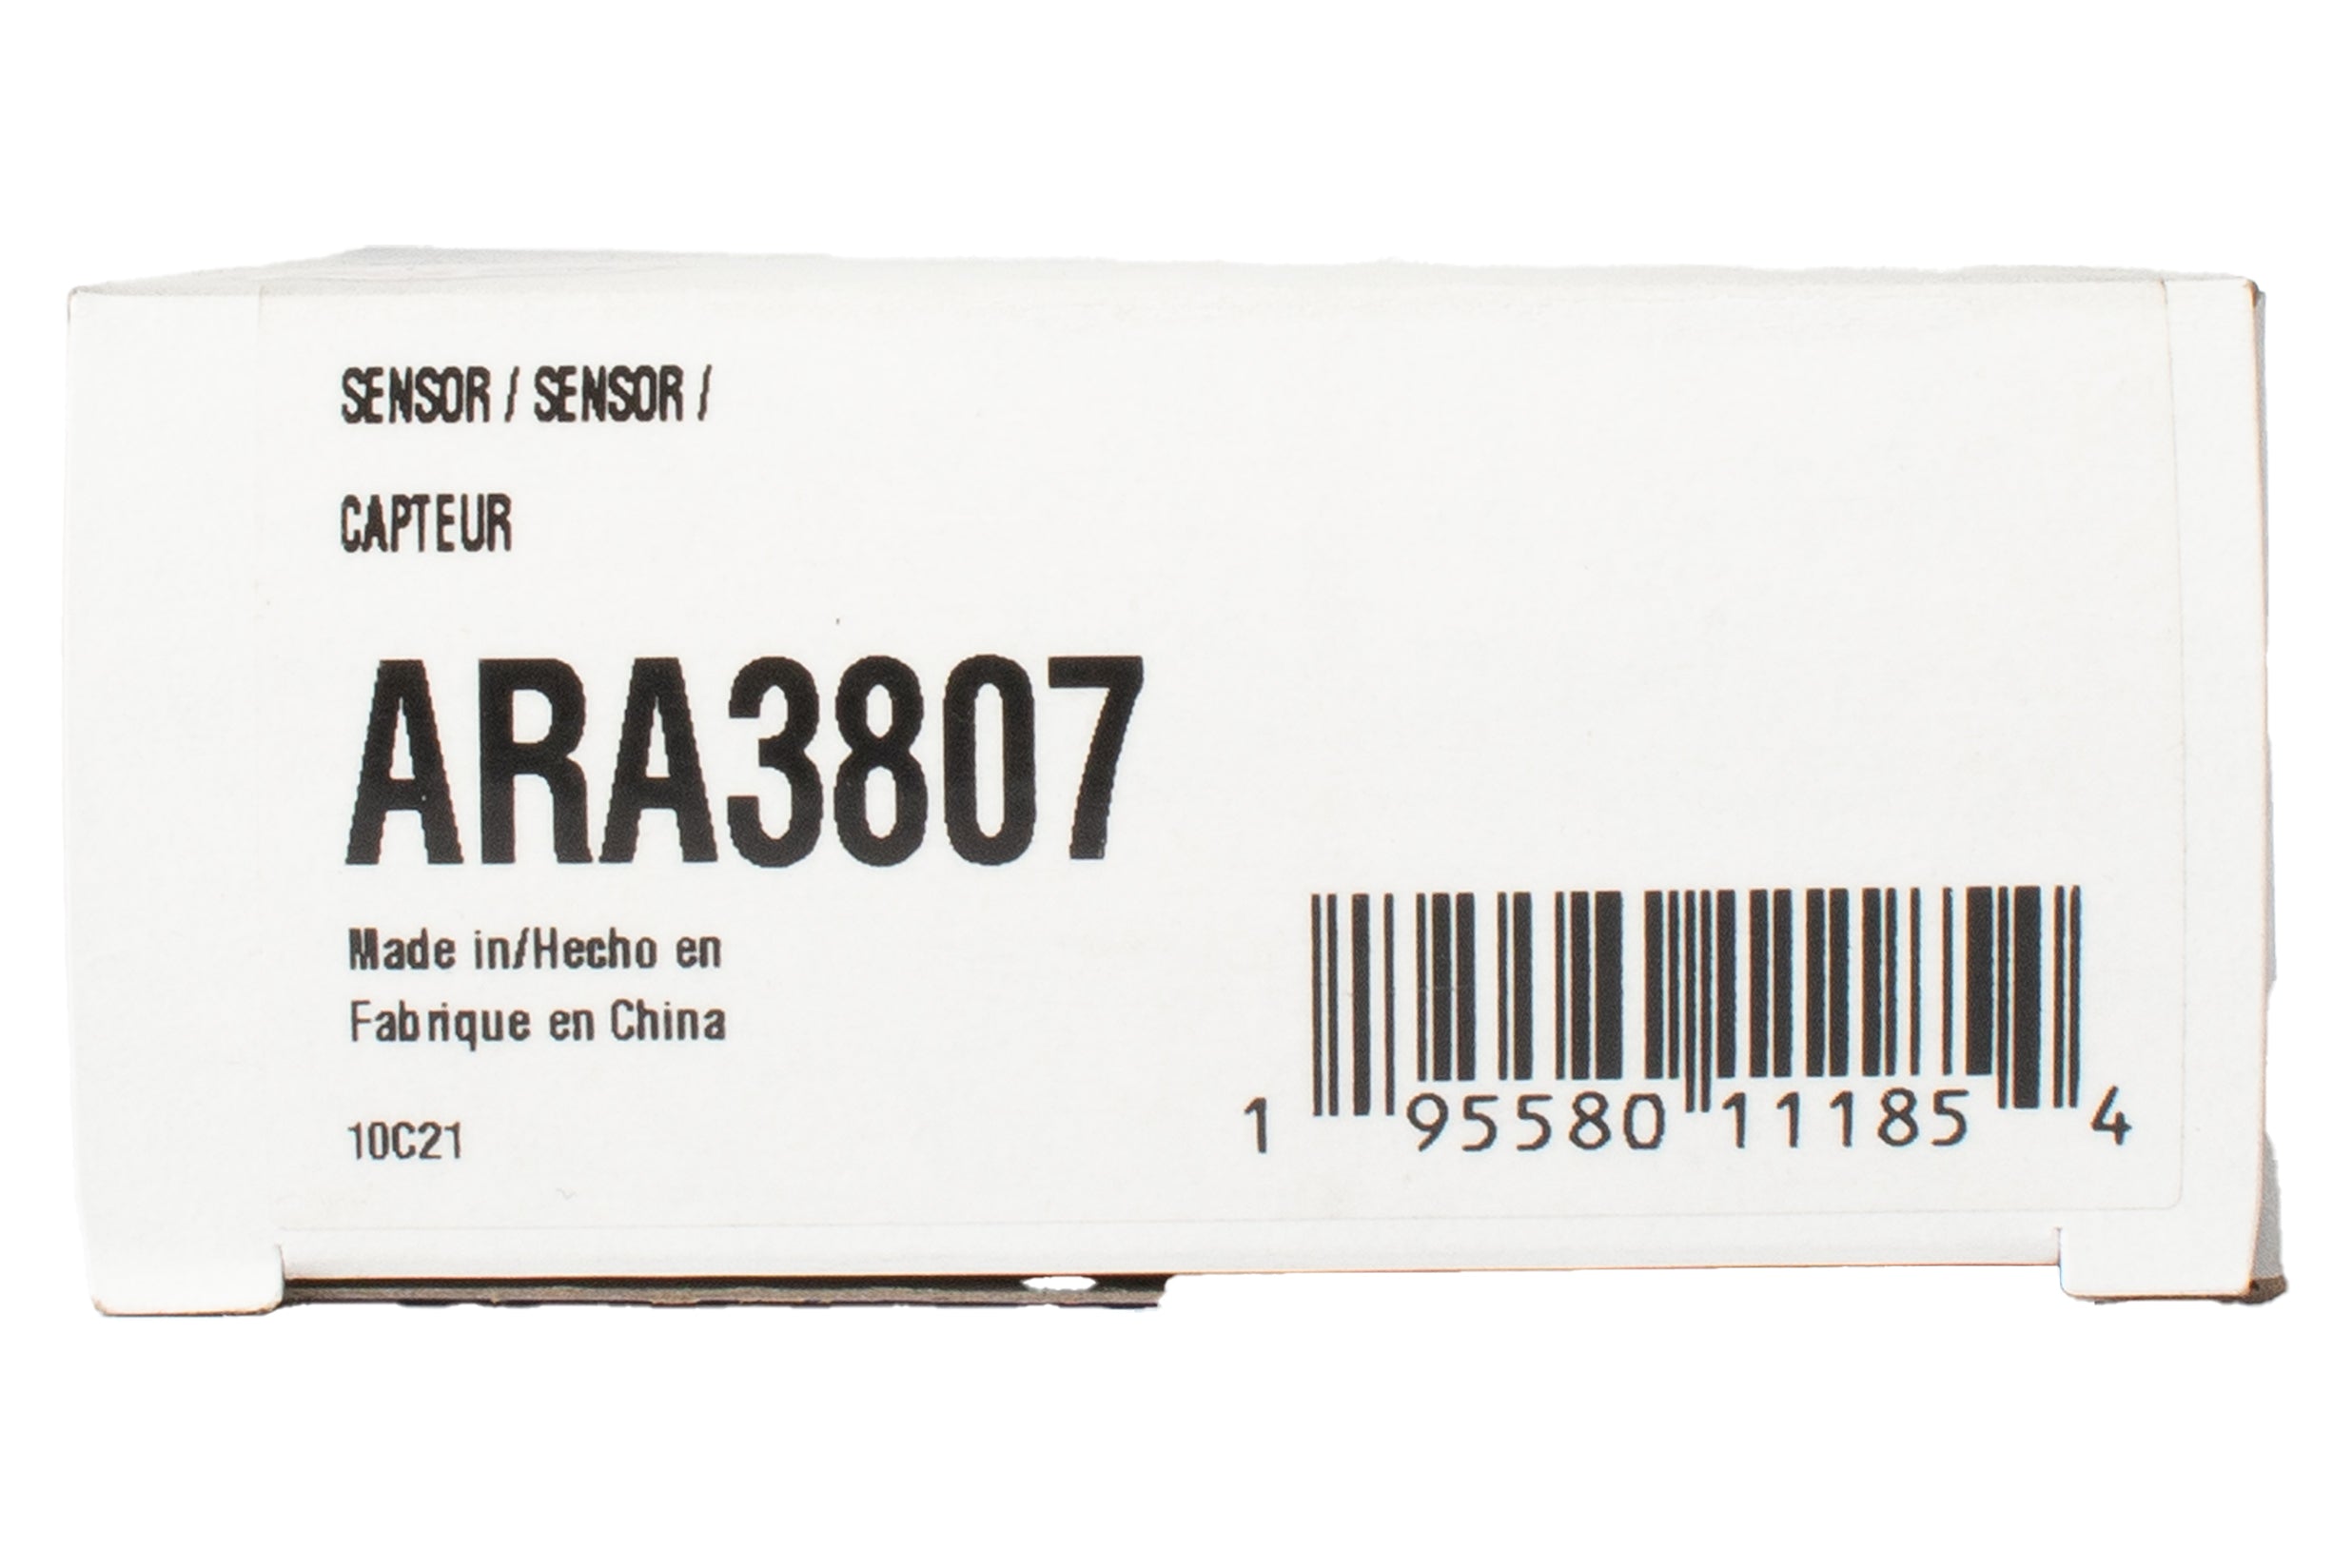 SENSOR / SENSOR /
CAPTEUR
ARA3807
Made in/Hecho en
Fabrique en China
10C21
1 95580 11185 4